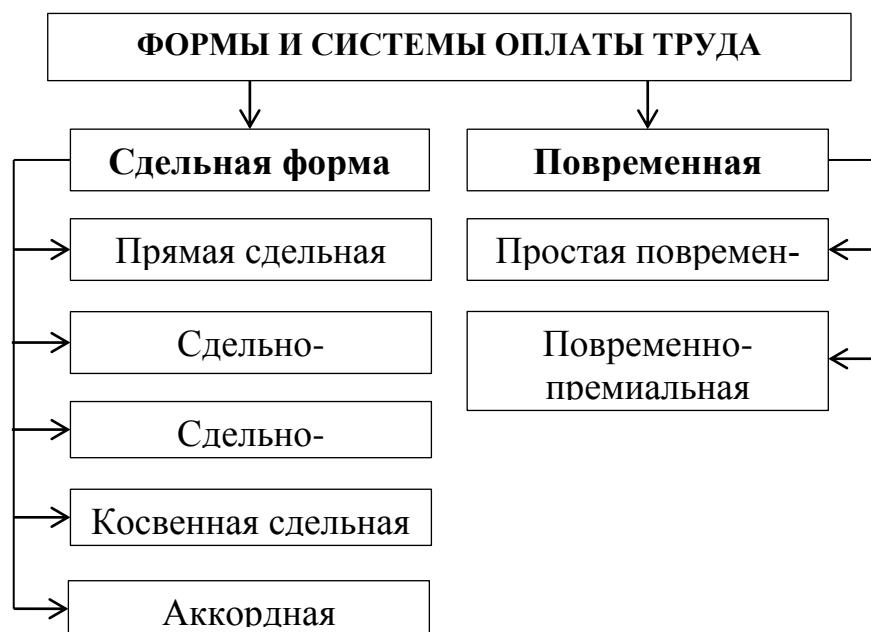 ФОРМЫ И СИСТЕМЫ ОПЛАТЫ ТРУДА
Сдельная форма
Прямая сдельная
Сдельно-
Сдельно-
Косвенная сдельная
Аккордная
Повременная
Простая повремен-
Повременно-
премиальная